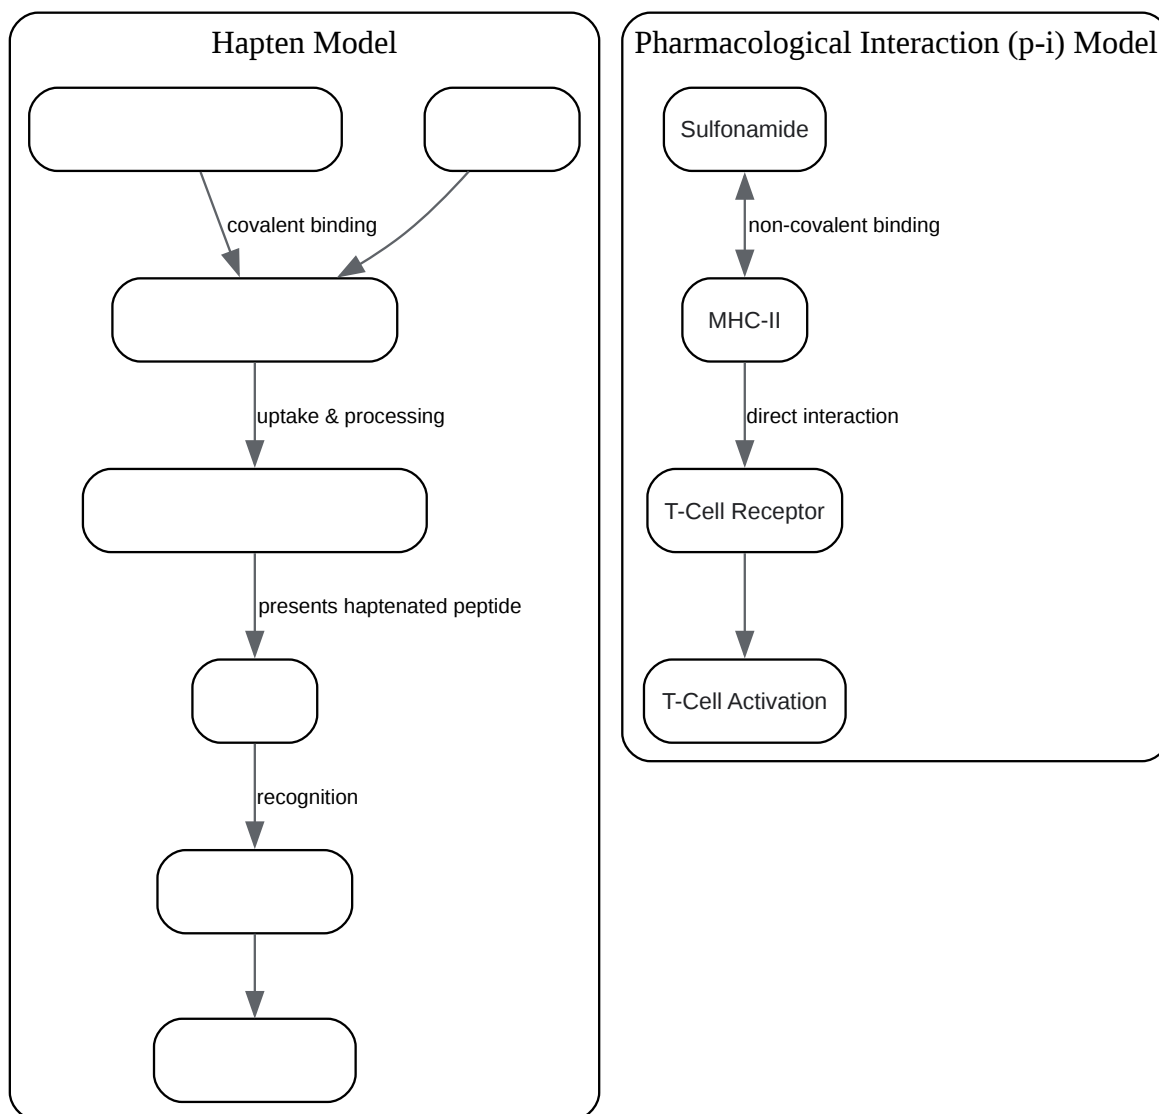 Hapten Model
covalent binding
uptake & processing
presents haptenated peptide
recognition
Pharmacological Interaction (p-i) Model
Sulfonamide
non-covalent binding
MHC-II
direct interaction
T-Cell Receptor
T-Cell Activation